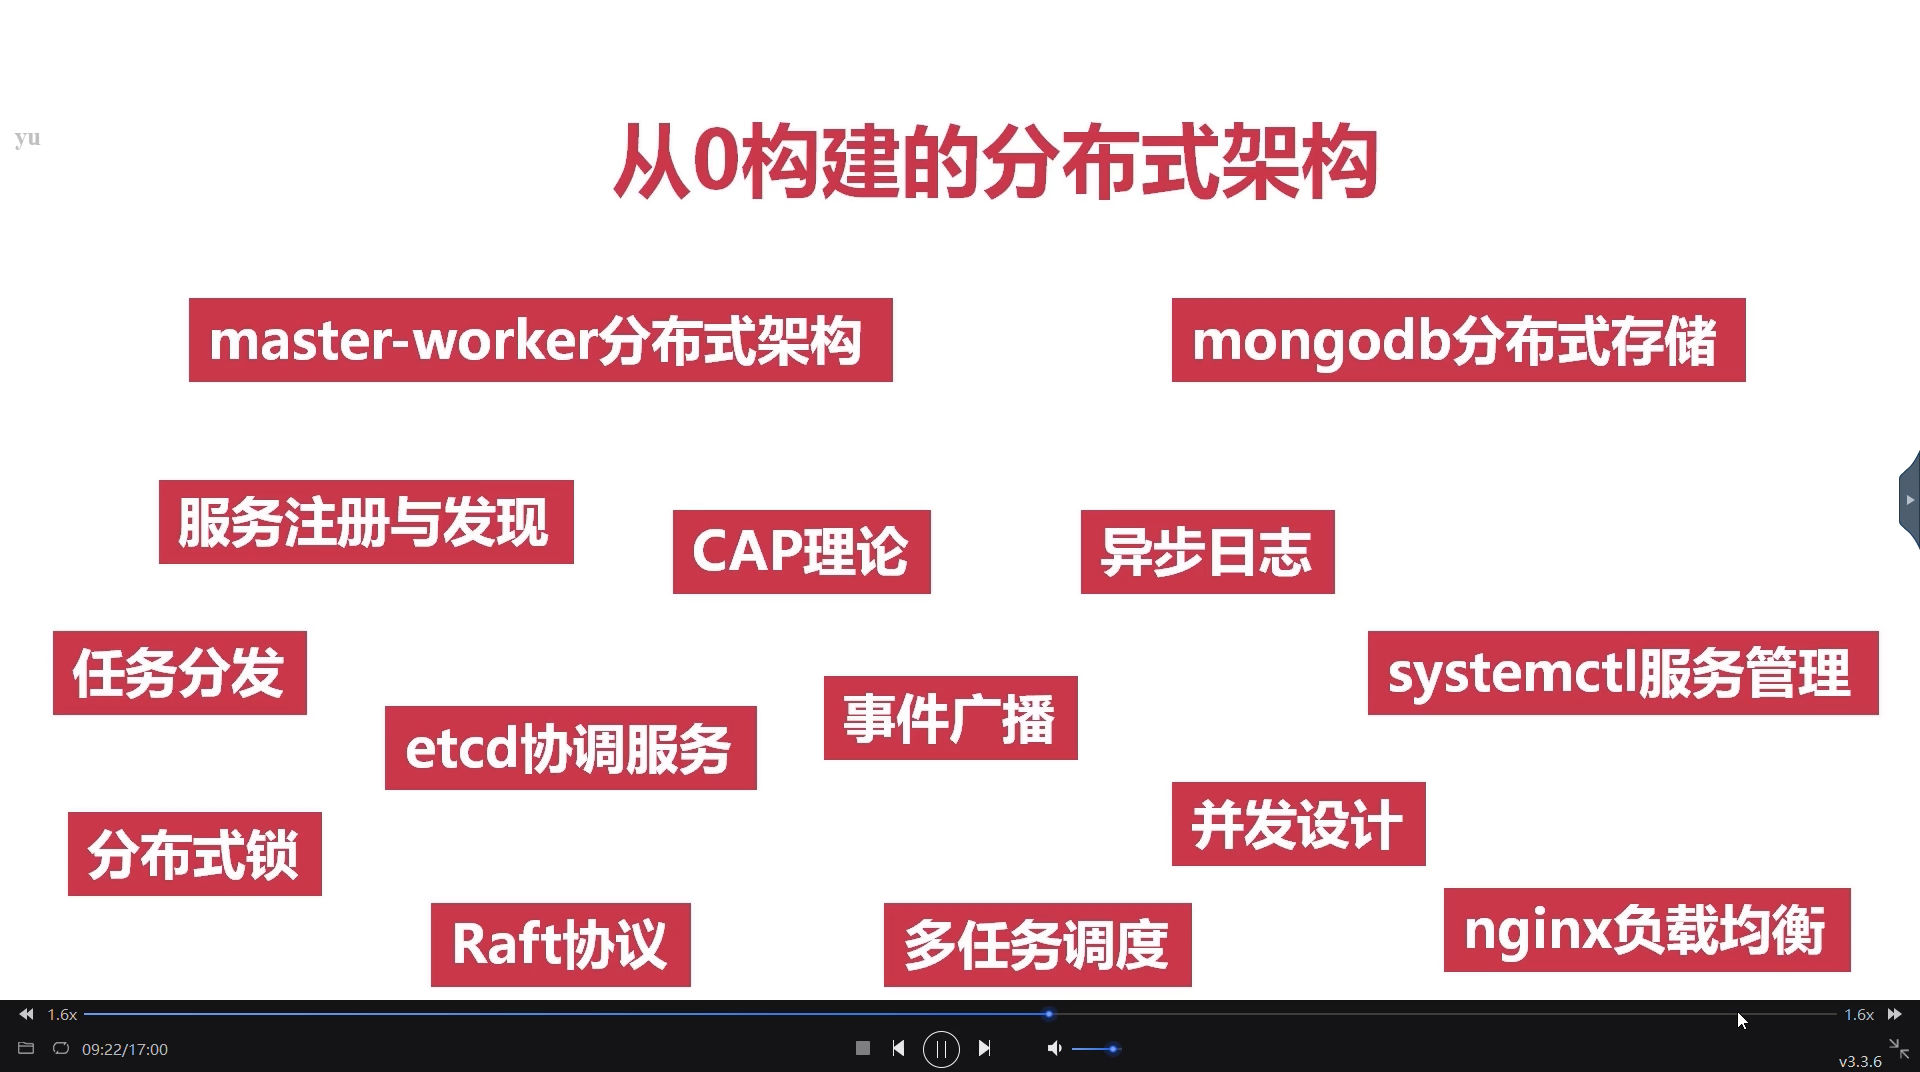 yu
从0构建的分布式架构
master-worker分布式架构
mongodb分布式存储
服务注册与发现
CAP理论
异步日志
任务分发
etcd协调服务
事件广播
systemctl服务管理
分布式锁
并发设计
Raft协议
多任务调度
nginx负载均衡
1.6x
1.6x
09:22/17:00
v3.3.6